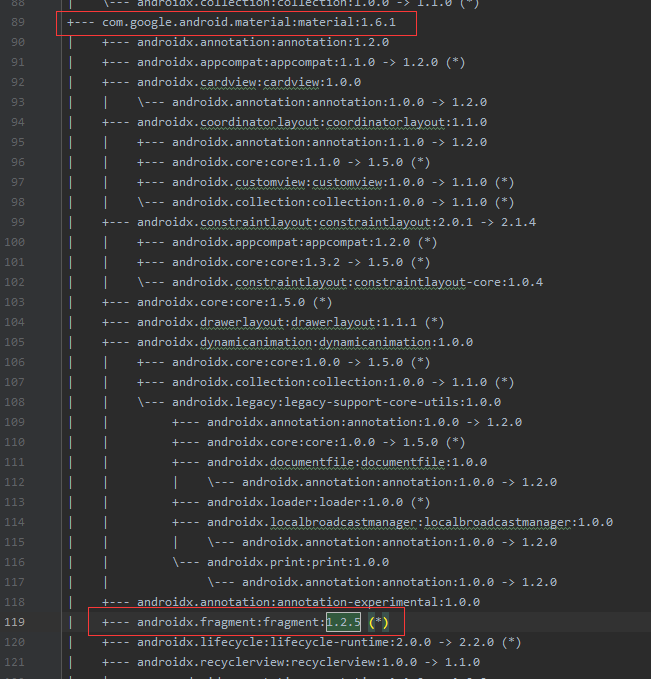 88 | \--- androidx.collection:collection:1.0.0 -> 1.1.0 (*)
89 +--- com.google.android.material:material:1.6.1
90 | +--- androidx.annotation:annotation:1.2.0
91 | +--- androidx.appcompat:appcompat:1.1.0 -> 1.2.0 (*)
92 | +--- androidx.cardview:cardview:1.0.0
93 | | \--- androidx.annotation:annotation:1.0.0 -> 1.2.0
94 | +--- androidx.coordinatorlayout:coordinatorlayout:1.1.0
95 | | +--- androidx.annotation:annotation:1.1.0 -> 1.2.0
96 | | +--- androidx.core:core:1.1.0 -> 1.5.0 (*)
97 | | +--- androidx.customview:customview:1.0.0 -> 1.1.0 (*)
98 | | \--- androidx.collection:collection:1.0.0 -> 1.1.0 (*)
99 | +--- androidx.constraintlayout:constraintlayout:2.0.1 -> 2.1.4
100 | | +--- androidx.appcompat:appcompat:1.2.0 (*)
101 | | +--- androidx.core:core:1.3.2 -> 1.5.0 (*)
102 | | \--- androidx.constraintlayout:constraintlayout-core:1.0.4
103 | +--- androidx.core:core:1.5.0 (*)
104 | +--- androidx.drawerlayout:drawerlayout:1.1.1 (*)
105 | +--- androidx.dynamicanimation:dynamicanimation:1.0.0
106 | | +--- androidx.core:core:1.0.0 -> 1.5.0 (*)
107 | | +--- androidx.collection:collection:1.0.0 -> 1.1.0 (*)
108 | | \--- androidx.legacy:legacy-support-core-utils:1.0.0
109 | | +--- androidx.annotation:annotation:1.0.0 -> 1.2.0
110 | | +--- androidx.core:core:1.0.0 -> 1.5.0 (*)
111 | | +--- androidx.documentfile:documentfile:1.0.0
112 | | | \--- androidx.annotation:annotation:1.0.0 -> 1.2.0
113 | | +--- androidx.loader:loader:1.0.0 (*)
114 | | +--- androidx.localbroadcastmanager:localbroadcastmanager:1.0.0
115 | | | \--- androidx.annotation:annotation:1.0.0 -> 1.2.0
116 | | \--- androidx.print:print:1.0.0
117 | | \--- androidx.annotation:annotation:1.0.0 -> 1.2.0
118 | +--- androidx.annotation:annotation-experimental:1.0.0
119 | +--- androidx.fragment:fragment:1.2.5 (*)
120 | +--- androidx.lifecycle:lifecycle-runtime:2.0.0 -> 2.2.0 (*)
121 | +--- androidx.recyclerview:recyclerview:1.0.0 -> 1.1.0